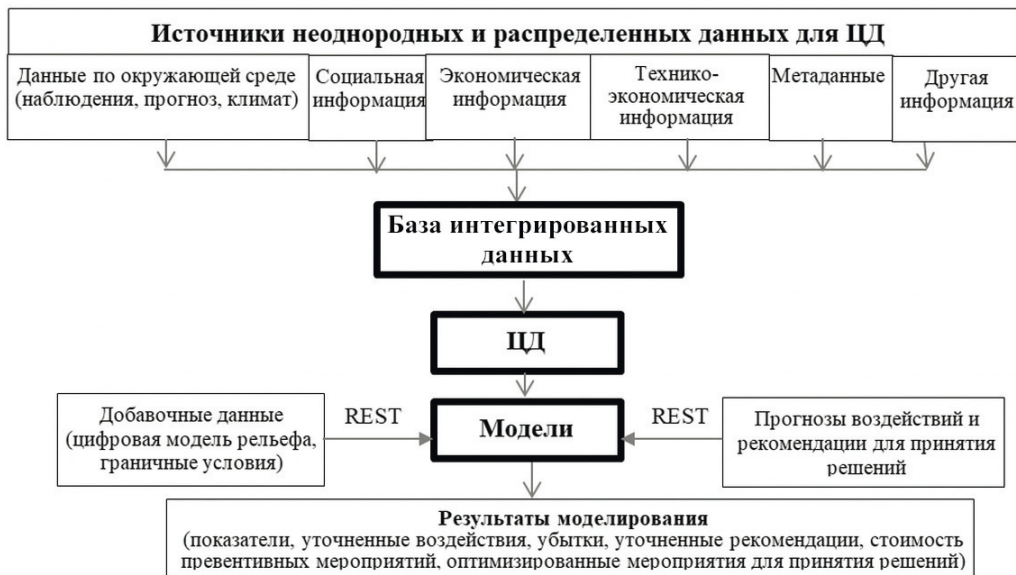 Источники неоднородных и распределенных данных для ЦД
Данные по окружающей среде
(наблюдения, прогноз, климат)
Социальная
информация
Экономическая
информация
Технико-
экономическая
информация
Метаданные
Другая
информация
База интегрированных
данных
ЦД
Добавочные данные
(цифровая модель рельефа,
граничные условия)
REST
Модели
REST
Прогнозы воздействий и
рекомендации для принятия
решений
Результаты моделирования
(показатели, уточненные воздействия, убытки, уточненные рекомендации, стоимость
превентивных мероприятий, оптимизированные мероприятия для принятия решений)